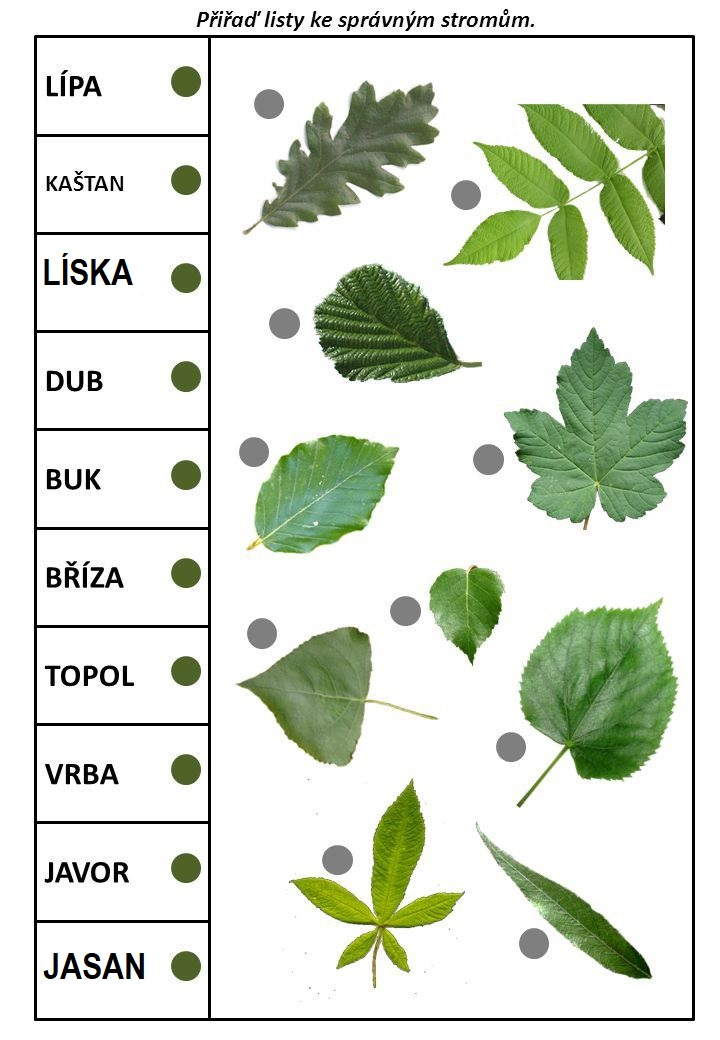 Přiřaď listy ke správným stromům.
LÍPA
KAŠTAN
LÍSKA
DUB
BUK
BŘÍZA
TOPOL
VRBA
JAVOR
JASAN